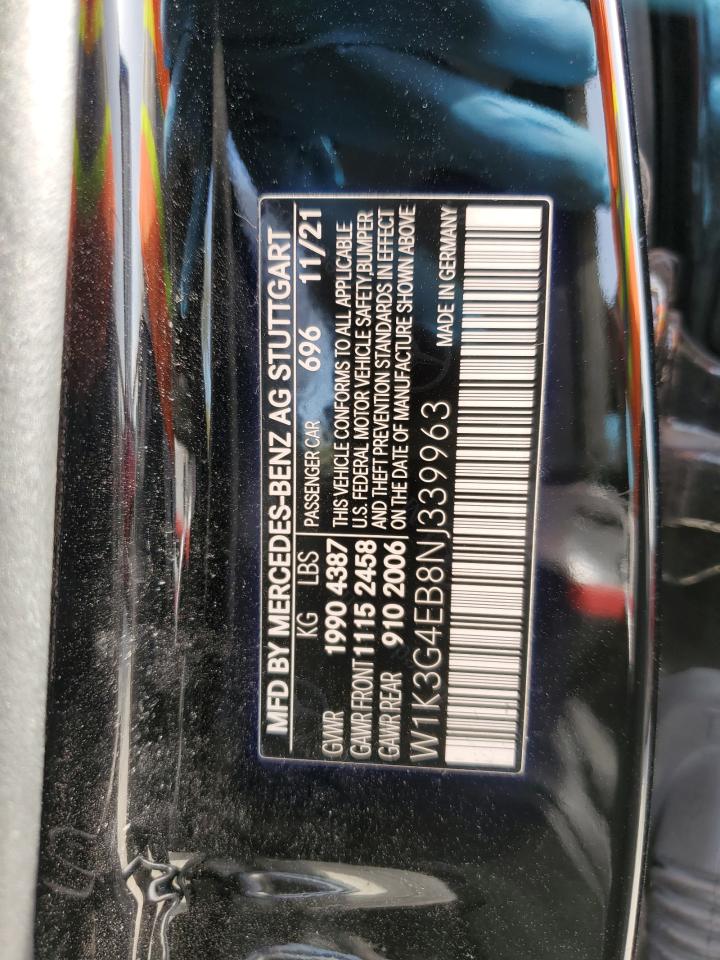 MFD BY MERCEDES-BENZ AG STUTTGART
KG LBS PASSENGER CAR 696 11/21
GVWR 1990 4387 THIS VEHICLE CONFORMS TO ALL APPLICABLE
GAWR FRONT 1115 2458 U.S. FEDERAL MOTOR VEHICLE SAFETY,BUMPER
GAWR REAR 910 2006 AND THEFT PREVENTION STANDARDS IN EFFECT
ON THE DATE OF MANUFACTURE SHOWN ABOVE
W1K3G4EB8NJ339963 MADE IN GERMANY